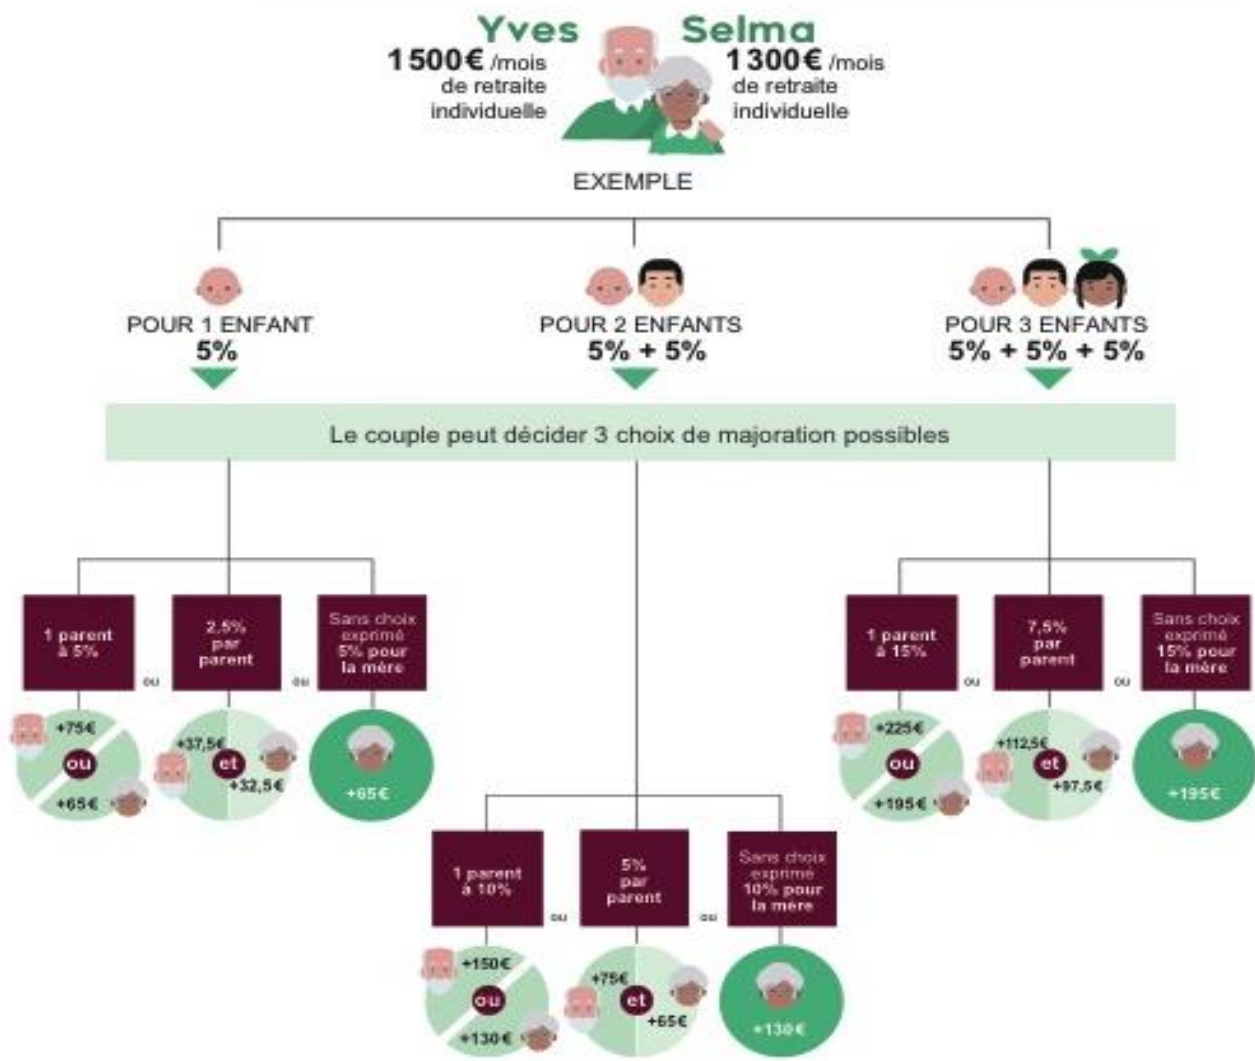 Yves
1500€ /mois
de retraite
individuelle
Selma
1300€ /mois
de retraite
individuelle
EXEMPLE
POUR 1 ENFANT
5%
POUR 2 ENFANTS
5% + 5%
POUR 3 ENFANTS
5% + 5% + 5%
Le couple peut décider 3 choix de majoration possibles
1 parent
à 5%
ou
2,5%
par
parent
ou
Sans choix
exprimé
5% pour
la mère
+75€
ou
+65€
+37,5€
et
+32,5€
+65€
1 parent
à 15%
ou
7,5%
par
parent
ou
Sans choix
exprimé
15% pour
la mère
+225€
ou
+195€
+112,5€
et
+97,5€
+195€
1 parent
à 10%
ou
5%
par
parent
ou
Sans choix
exprimé
10% pour
la mère
+150€
ou
+130€
+75€
et
+65€
+130€